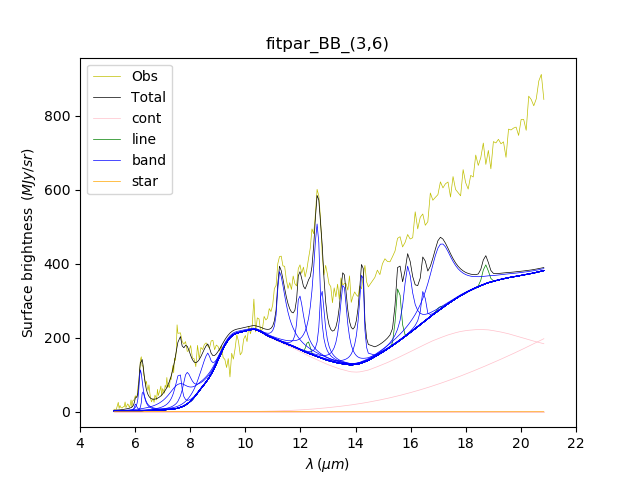 fitpar_BB_(3,6)
Surface brightness (MJy/sr)
800
600
400
200
0
Obs
Total
cont
line
band
star
4 6 8 10 12 14 16 18 20 22
λ (μm)